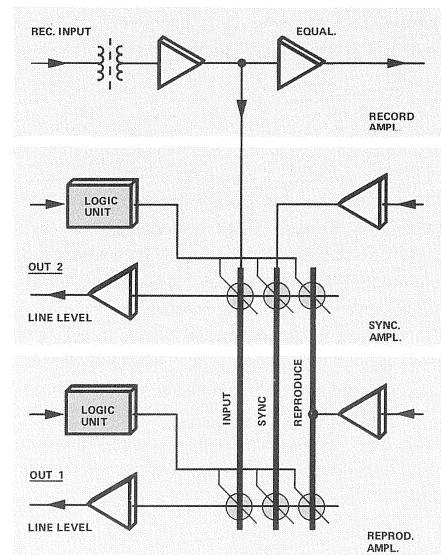 REC. INPUT
EQUAL.
RECORD
AMPL.
LOGIC
UNIT
OUT 2
LINE LEVEL
SYNC.
AMPL.
INPUT
SYNC
REPRODUCE
LOGIC
UNIT
OUT 1
LINE LEVEL
REPROD.
AMPL.